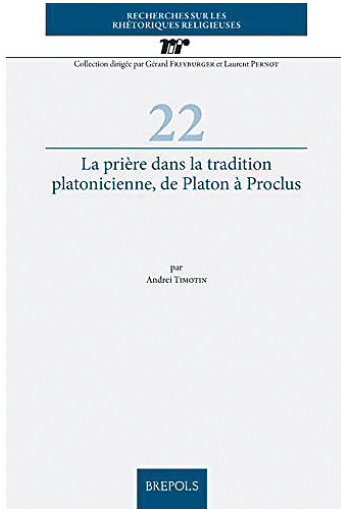 RECHERCHES SUR LES
RHÉTORIQUES RELIGIEUSES
rrr
Collection dirigée par Gérard FREYBURGER et Laurent PERNOT
22
La prière dans la tradition
platonicienne, de Platon à Proclus
par
Andrei TIMOTIN
BREPOLS